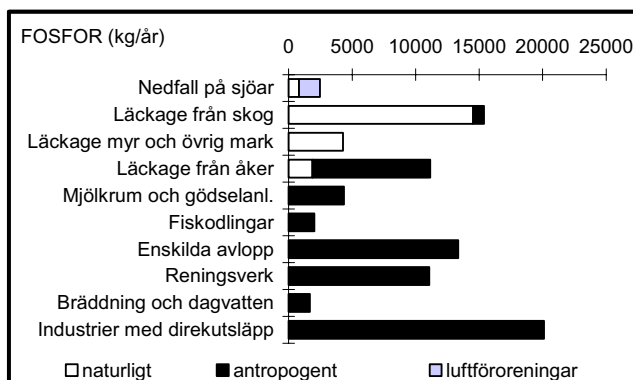 FOSFOR (kg/år)
0 5000 10000 15000 20000 25000
Nedfall på sjöar
Läckage från skog
Läckage myr och övrig mark
Läckage från åker
Mjölkrum och gödselanl.
Fiskodlingar
Enskilda avlopp
Reningsverk
Bräddning och dagvatten
Industrier med direkutsläpp
naturligt antropogent luftföroreningar